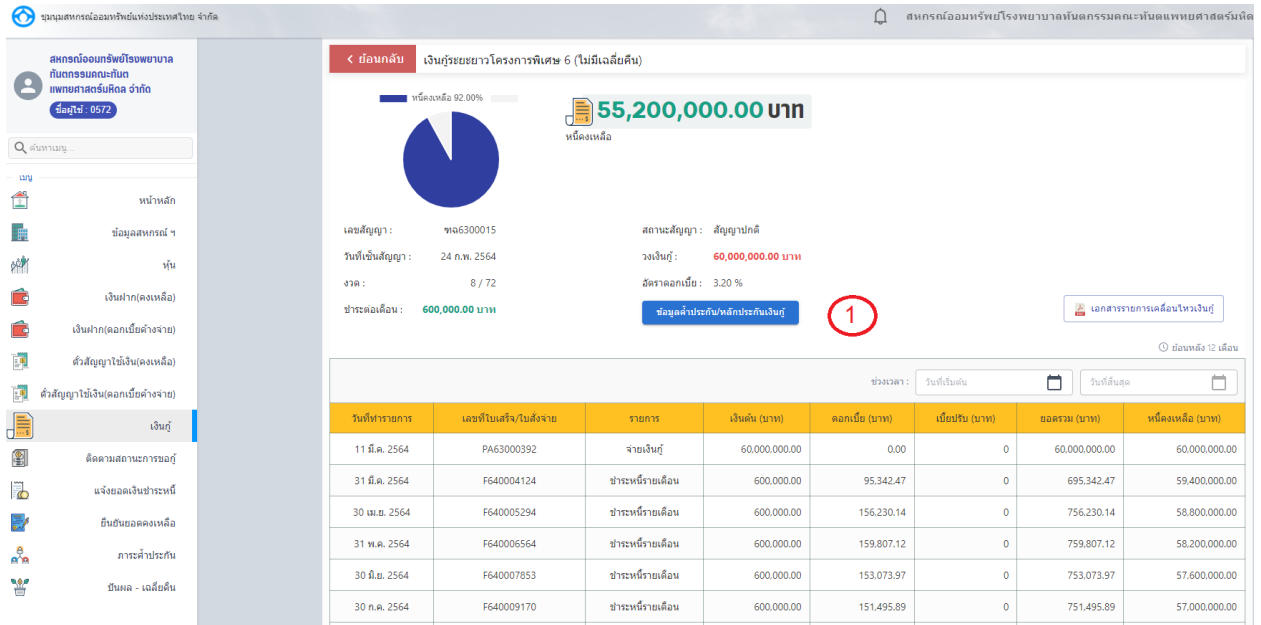 ชุมนุมสหกรณ์ออมทรัพย์แห่งประเทศไทย จำกัด
สหกรณ์ออมทรัพย์โรงพยาบาลทันตกรรมคณะทันตแพทยศาสตร์มหิด
สหกรณ์ออมทรัพย์โรงพยาบาล
ทันตกรรมคณะทันต
แพทยศาสตร์มหิดล จำกัด
ชื่อผู้ใช้ : 0572
ค้นหาเมนู...
เมนู
หน้าหลัก
ข้อมูลสหกรณ์ ฯ
หุ้น
เงินฝาก(คงเหลือ)
เงินฝาก(ดอกเบี้ยค้างจ่าย)
ตั๋วสัญญาใช้เงิน(คงเหลือ)
ตั๋วสัญญาใช้เงิน(ดอกเบี้ยค้างจ่าย)
เงินกู้
ติดตามสถานะการขอกู้
แจ้งยอดเงินชำระหนี้
ยืนยันยอดคงเหลือ
ภาระค้ำประกัน
ปันผล - เฉลี่ยคืน
< ย้อนกลับ เงินกู้ระยะยาวโครงการพิเศษ 6 (ไม่มีเฉลี่ยคืน)
หนี้คงเหลือ 92.00%
55,200,000.00 บาท
หนี้คงเหลือ
เลขสัญญา : ฑฉ6300015 สถานะสัญญา : สัญญาปกติ
วันที่เซ็นสัญญา : 24 ก.พ. 2564 วงเงินกู้ : 60,000,000.00 บาท
งวด : 8 / 72 อัตราดอกเบี้ย : 3.20 %
ชำระต่อเดือน : 600,000.00 บาท ข้อมูลค้ำประกัน/หลักประกันเงินกู้ 1 เอกสารรายการเคลื่อนไหวเงินกู้
ย้อนหลัง 12 เดือน
ช่วงเวลา : วันที่เริ่มต้น วันที่สิ้นสุด
วันที่ทำรายการ เลขที่ใบเสร็จ/ใบสั่งจ่าย รายการ เงินต้น (บาท) ดอกเบี้ย (บาท) เบี้ยปรับ (บาท) ยอดรวม (บาท) หนี้คงเหลือ (บาท)
11 มี.ค. 2564 PA63000392 จ่ายเงินกู้ 60,000,000.00 0.00 0 60,000,000.00 60,000,000.00
31 มี.ค. 2564 F640004124 ชำระหนี้รายเดือน 600,000.00 95,342.47 0 695,342.47 59,400,000.00
30 เม.ย. 2564 F640005294 ชำระหนี้รายเดือน 600,000.00 156,230.14 0 756,230.14 58,800,000.00
31 พ.ค. 2564 F640006564 ชำระหนี้รายเดือน 600,000.00 159,807.12 0 759,807.12 58,200,000.00
30 มิ.ย. 2564 F640007853 ชำระหนี้รายเดือน 600,000.00 153,073.97 0 753,073.97 57,600,000.00
30 ก.ค. 2564 F640009170 ชำระหนี้รายเดือน 600,000.00 151,495.89 0 751,495.89 57,000,000.00